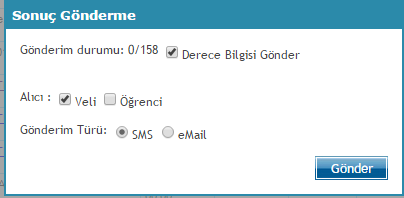 Sonuç Gönderme
Gönderim durumu: 0/158 Derece Bilgisi Gönder
Alıcı : Veli Öğrenci
Gönderim Türü: SMS eMail
Gönder